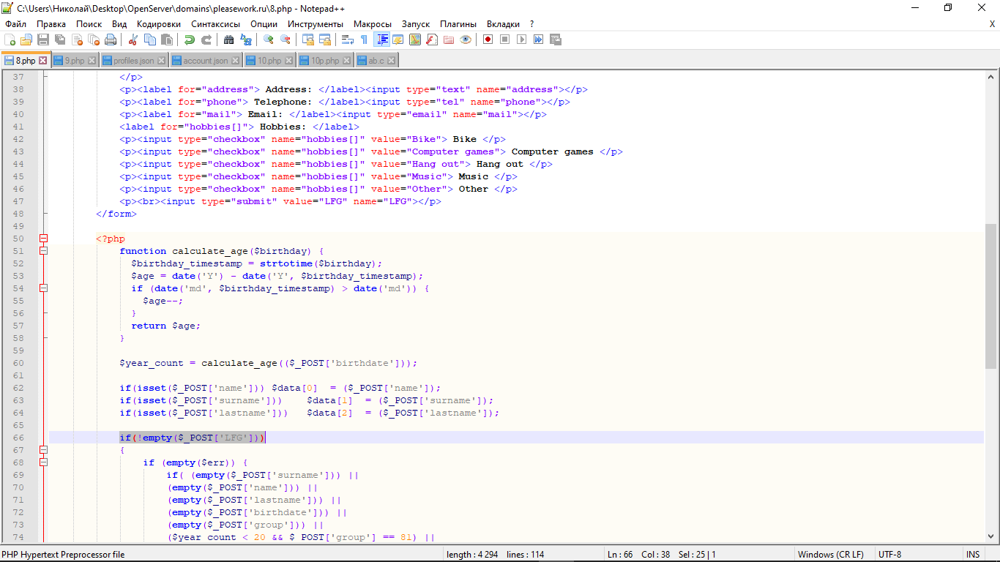 C:\Users\Николай\Desktop\OpenServer\domains\pleasework.ru\8.php - Notepad++
Файл Правка Поиск Вид Кодировки Синтаксисы Опции Инструменты Макросы Запуск Плагины Вкладки ? X
8.php 9.php profiles.json account.json 10.php 10p.php ab.c
37 </p>
38 <p><label for="address"> Address: </label><input type="text" name="address"></p>
39 <p><label for="phone"> Telephone: </label><input type="tel" name="phone"></p>
40 <p><label for="mail"> Email: </label><input type="email" name="mail"></p>
41 <label for="hobbies[]"> Hobbies: </label>
42 <p><input type="checkbox" name="hobbies[]" value="Bike"> Bike </p>
43 <p><input type="checkbox" name="hobbies[]" value="Computer games"> Computer games </p>
44 <p><input type="checkbox" name="hobbies[]" value="Hang out"> Hang out </p>
45 <p><input type="checkbox" name="hobbies[]" value="Music"> Music </p>
46 <p><input type="checkbox" name="hobbies[]" value="Other"> Other </p>
47 <p><br><input type="submit" value="LFG" name="LFG"></p>
48 </form>
49
50 <?php
51 function calculate_age($birthday) {
52 $birthday_timestamp = strtotime($birthday);
53 $age = date('Y') - date('Y', $birthday_timestamp);
54 if (date('md', $birthday_timestamp) > date('md')) {
55 $age--;
56 }
57 return $age;
58 }
59
60 $year_count = calculate_age(($_POST['birthdate']));
61
62 if(isset($_POST['name'])) $data[0] = ($_POST['name']);
63 if(isset($_POST['surname'])) $data[1] = ($_POST['surname']);
64 if(isset($_POST['lastname'])) $data[2] = ($_POST['lastname']);
65
66 if(!empty($_POST['LFG']))
67 {
68 if (empty($err)) {
69 if( (empty($_POST['surname'])) ||
70 (empty($_POST['name'])) ||
71 (empty($_POST['lastname'])) ||
72 (empty($_POST['birthdate'])) ||
73 (empty($_POST['group'])) ||
74 ($year_count < 20 && $_POST['group'] == 81) ||
PHP Hypertext Preprocessor file length : 4 294 lines : 114 Ln : 66 Col : 38 Sel : 25 | 1 Windows (CR LF) UTF-8 INS